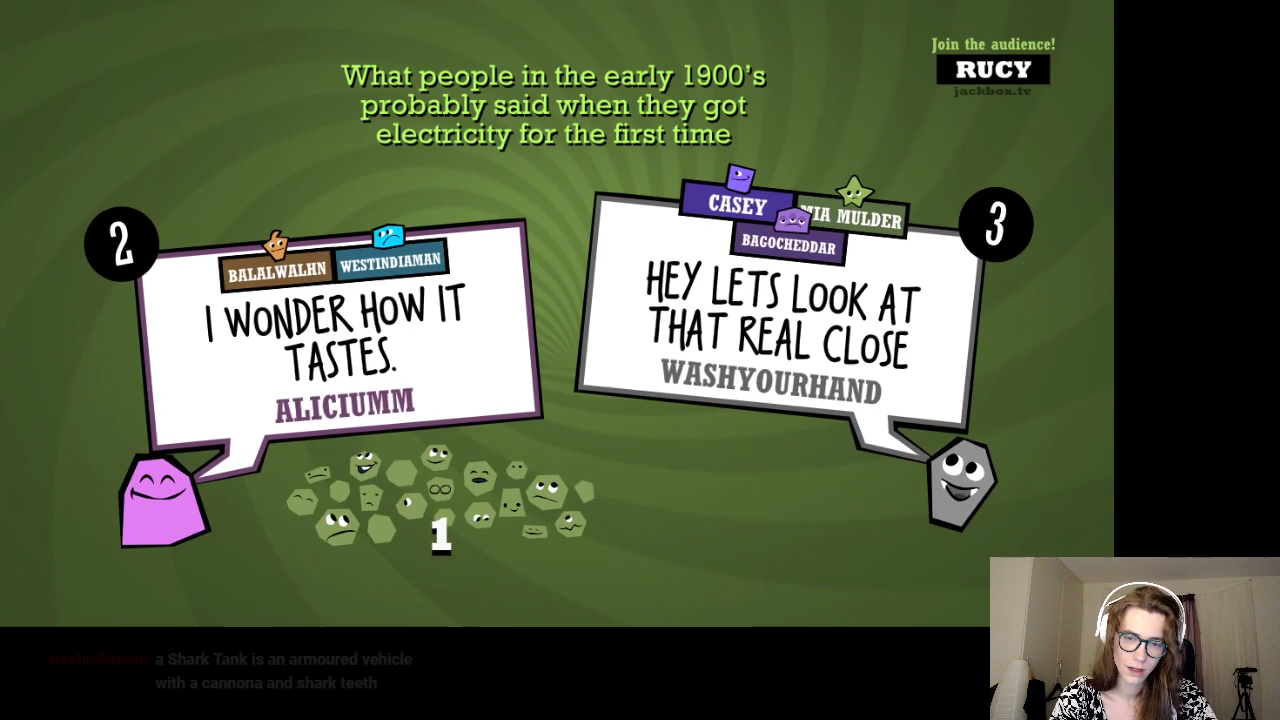 Join the audience!
RUCY
jackbox.tv
What people in the early 1900's
probably said when they got
electricity for the first time
2
BALALWALHN
WESTINDIAMAN
I WONDER HOW IT
TASTES.
ALICIUMM
CASEY
MIA MULDER
BAGOCHEDDAR
3
HEY LETS LOOK AT
THAT REAL CLOSE
WASHYOURHAND
1
westindiaman a Shark Tank is an armoured vehicle
with a cannona and shark teeth